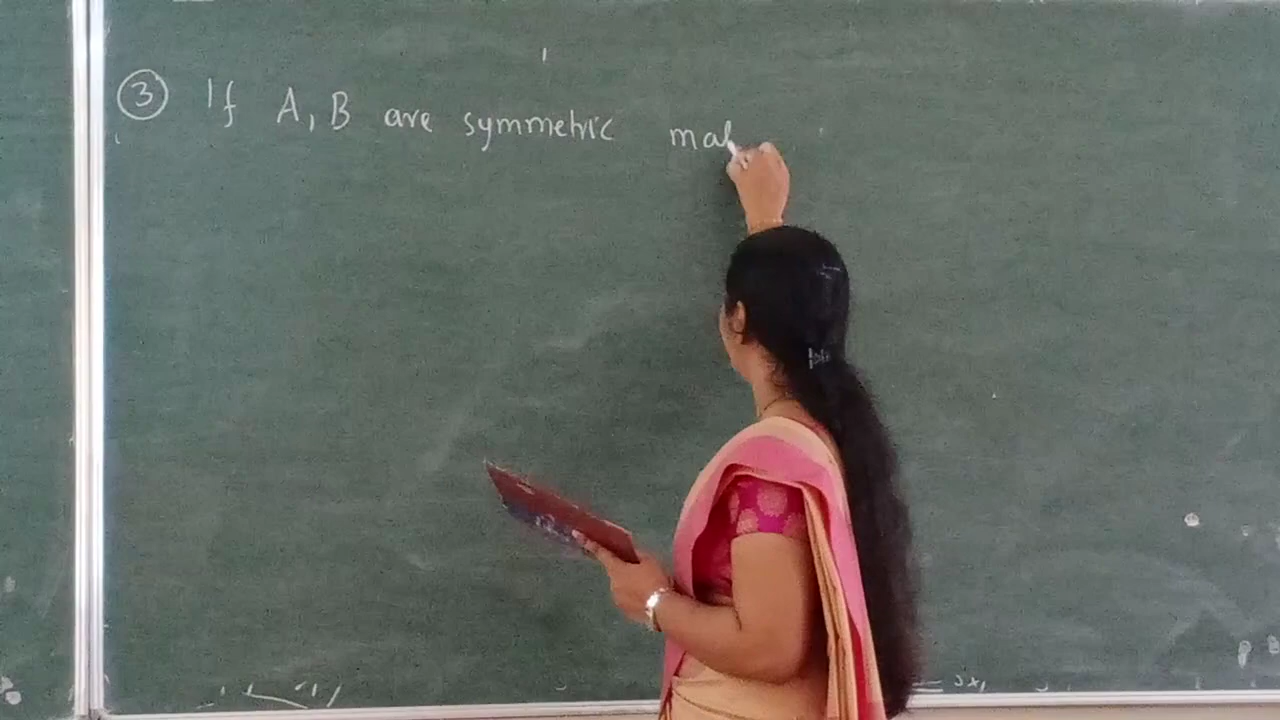 ③ If A, B are symmetric mat